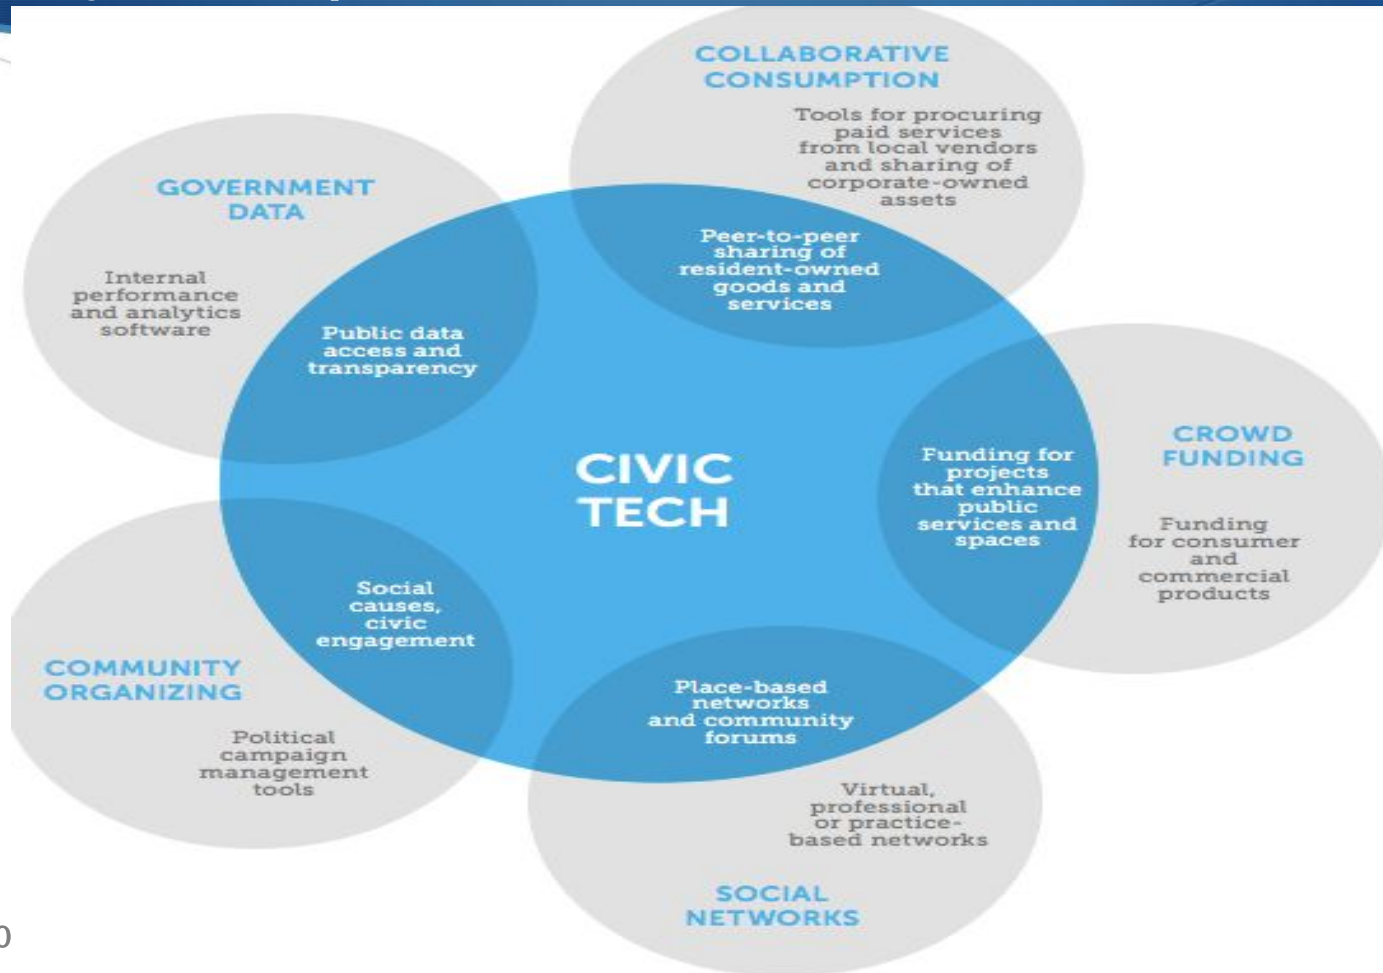 COLLABORATIVE
CONSUMPTION
Tools for procuring
paid services
from local vendors
and sharing of
corporate-owned
assets
Peer-to-peer
sharing of
resident-owned
goods and
services
GOVERNMENT
DATA
Internal
performance
and analytics
software
Public data
access and
transparency
CIVIC
TECH
CROWD
FUNDING
Funding for
projects
that enhance
public
services and
spaces
Funding
for consumer
and
commercial
products
Social
causes,
civic
engagement
COMMUNITY
ORGANIZING
Political
campaign
management
tools
Place-based
networks
and community
forums
Virtual,
professional
or practice-
based networks
SOCIAL
NETWORKS